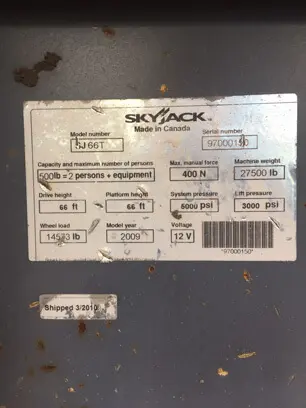 SKYJACK
Made in Canada
Model number Serial number
SJ 66T 97000150
Capacity and maximum number of persons Max. manual force Machine weight
500lb = 2 persons + equipment 400 N 27500 lb
Drive height Platform height System pressure Lift pressure
66 ft 66 ft 5000 psi 3000 psi
Wheel load Model year Voltage
14573 lb 2009 12 V
*97000150*
Shipped 3/2010